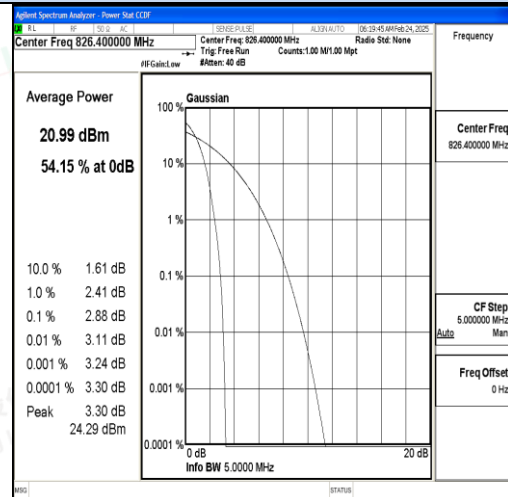 Agilent Spectrum Analyzer - Power Stat CCDF
RL RF 50 Ω AC SENSE:PULSE ALIGN AUTO 06:19:45 AM Feb 24, 2025
Center Freq 826.400000 MHz
Center Freq: 826.400000 MHz Radio Std: None
Trig: Free Run Counts:1.00 M/1.00 Mpt
#IFGain:Low #Atten: 40 dB
Frequency
Average Power
20.99 dBm
54.15 % at 0dB
10.0 % 1.61 dB
1.0 % 2.41 dB
0.1 % 2.88 dB
0.01 % 3.11 dB
0.001 % 3.24 dB
0.0001 % 3.30 dB
Peak 3.30 dB
24.29 dBm
Gaussian
100 %
10 %
1 %
0.1 %
0.01 %
0.001 %
0.0001 %
0 dB 20 dB
Info BW 5.0000 MHz
Center Freq
826.400000 MHz
CF Step
5.000000 MHz
Auto Man
Freq Offset
0 Hz
MSG STATUS